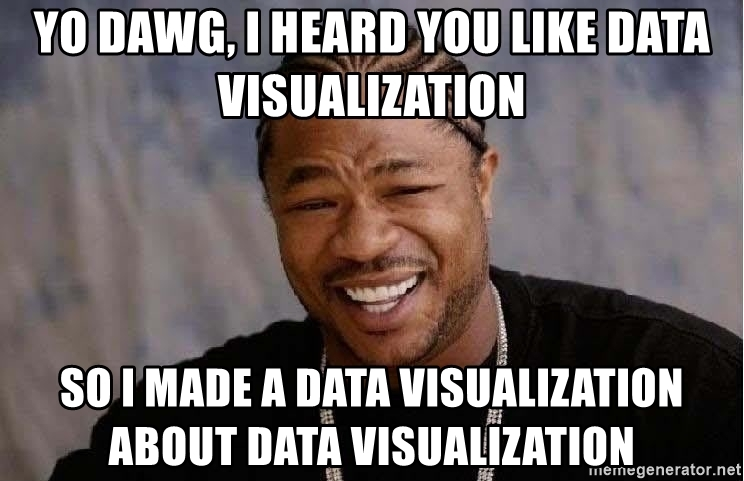 YO DAWG, I HEARD YOU LIKE DATA
VISUALIZATION
SO I MADE A DATA VISUALIZATION
ABOUT DATA VISUALIZATION
memegenerator.net